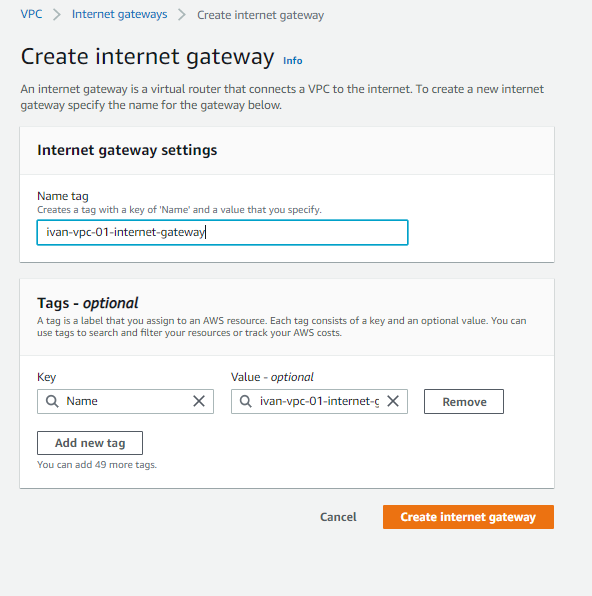 VPC > Internet gateways > Create internet gateway
Create internet gateway Info
An internet gateway is a virtual router that connects a VPC to the internet. To create a new internet
gateway specify the name for the gateway below.
Internet gateway settings
Name tag
Creates a tag with a key of 'Name' and a value that you specify.
ivan-vpc-01-internet-gateway
Tags - optional
A tag is a label that you assign to an AWS resource. Each tag consists of a key and an optional value. You can
use tags to search and filter your resources or track your AWS costs.
Key Value - optional
Name ivan-vpc-01-internet-g Remove
Add new tag
You can add 49 more tags.
Cancel Create internet gateway